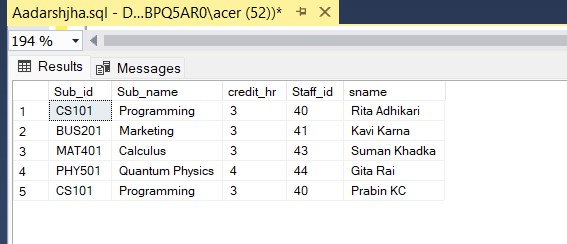 Aadarshjha.sql - D...BPQ5AR0\acer (52))*
194 %
Results Messages
Sub_id Sub_name credit_hr Staff_id sname
1 CS101 Programming 3 40 Rita Adhikari
2 BUS201 Marketing 3 41 Kavi Karna
3 MAT401 Calculus 3 43 Suman Khadka
4 PHY501 Quantum Physics 4 44 Gita Rai
5 CS101 Programming 3 40 Prabin KC